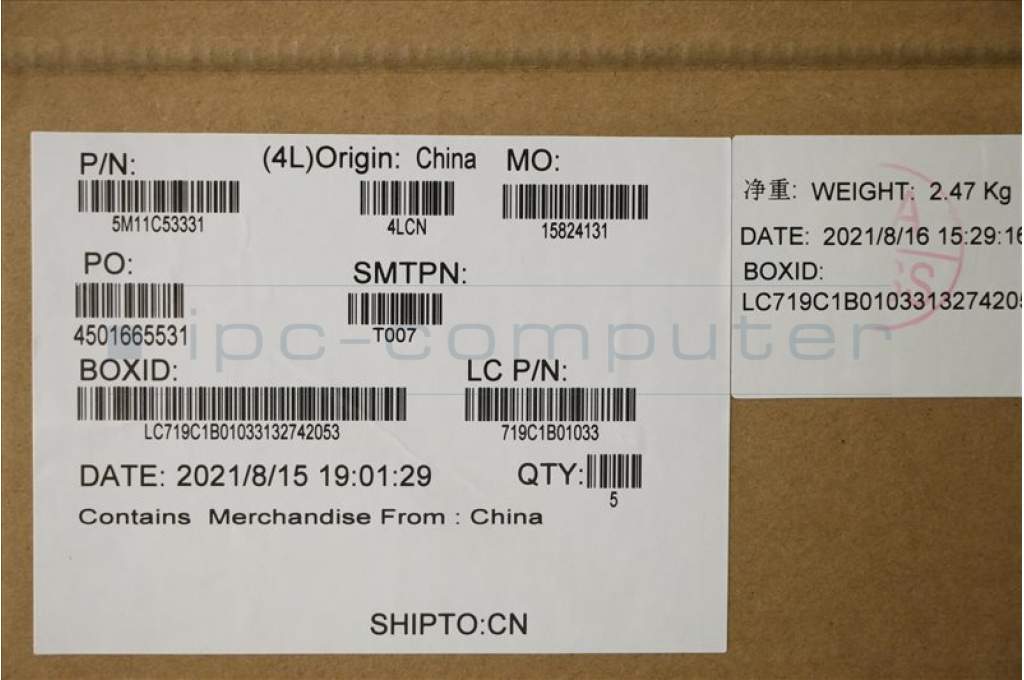 P/N: (4L)Origin: China MO:
5M11C53331 4LCN 15824131
PO: SMTPN:
4501665531 T007
BOXID: LC P/N:
LC719C1B01033132742053 719C1B01033
DATE: 2021/8/15 19:01:29 QTY:
5
Contains Merchandise From : China
SHIPTO:CN
净重: WEIGHT: 2.47 Kg
DATE: 2021/8/16 15:29:16
BOXID:
LC719C1B0103313274205
ipc-computer